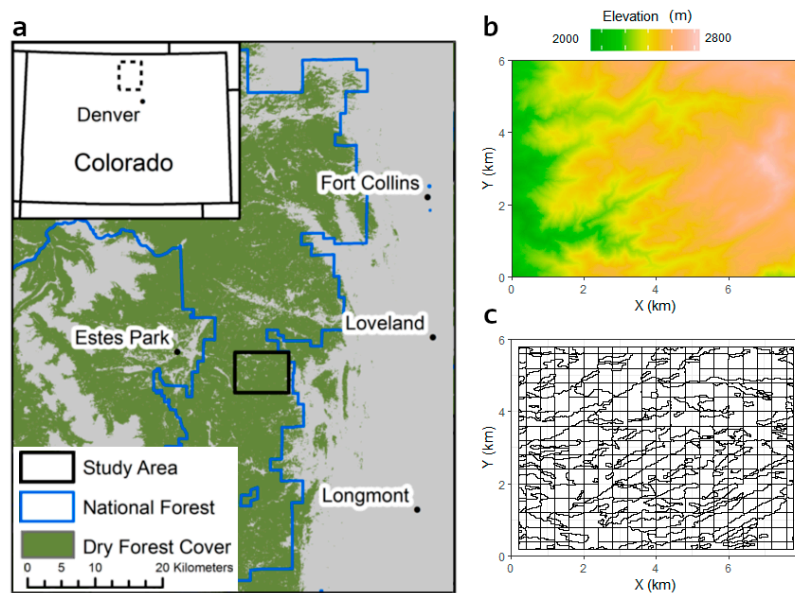 a
Denver
Colorado
Fort Collins
Loveland
Estes Park
Longmont
Study Area
National Forest
Dry Forest Cover
0 5 10 20 Kilometers
b
Elevation (m)
2000 2800
6
4
2
0
Y (km)
0 2 4 6
X (km)
c
6
4
2
0
Y (km)
0 2 4 6
X (km)